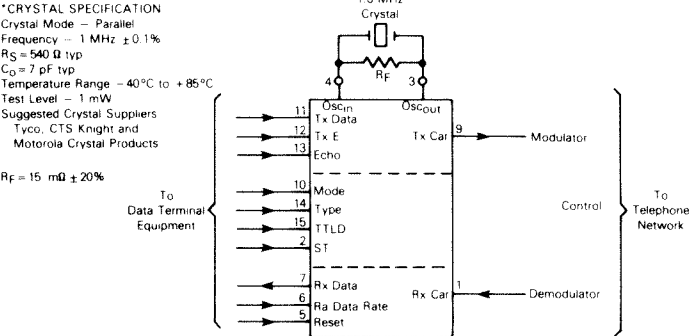 *CRYSTAL SPECIFICATION
Crystal Mode — Parallel
Frequency — 1 MHz ±0.1%
RS = 540 Ω typ
Co = 7 pF typ
Temperature Range −40°C to +85°C
Test Level — 1 mW
Suggested Crystal Suppliers
Tyco, CTS Knight and
Motorola Crystal Products
RF = 15 mΩ ± 20%
1.0 MHz
Crystal
RF
4
3
Oscin
Oscout
11
Tx Data
12
Tx E
13
Echo
Tx Car
9
Modulator
10
Mode
14
Type
15
TTLD
2
ST
To
Data Terminal
Equipment
Control
To
Telephone
Network
7
Rx Data
6
Ra Data Rate
5
Reset
Rx Car
1
Demodulator